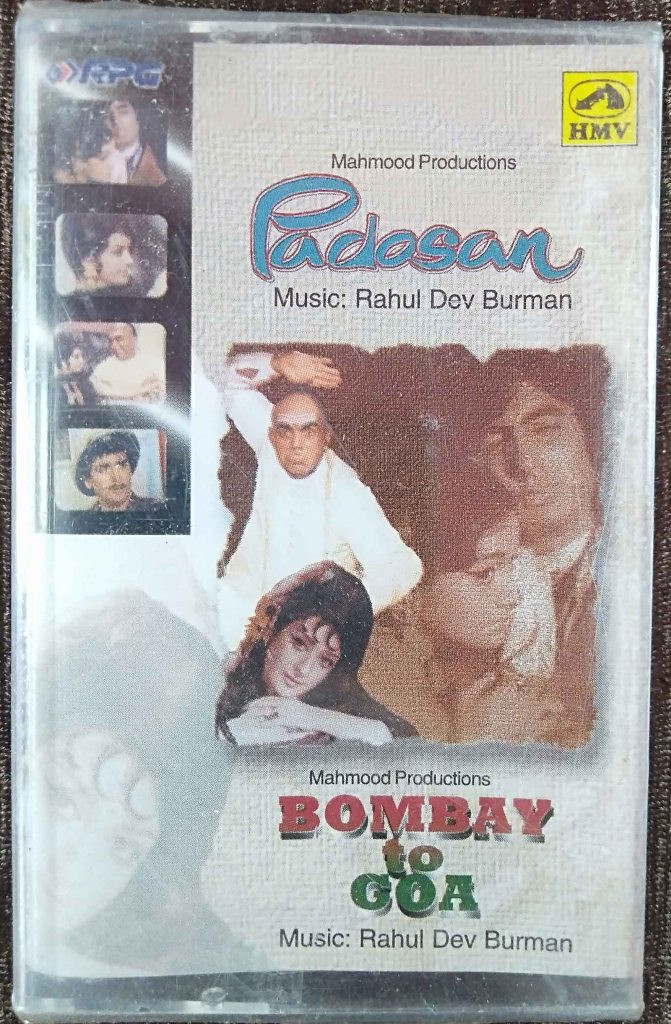 RPG
HMV
Mahmood Productions
Padosan
Music: Rahul Dev Burman
Mahmood Productions
BOMBAY
to
GOA
Music: Rahul Dev Burman